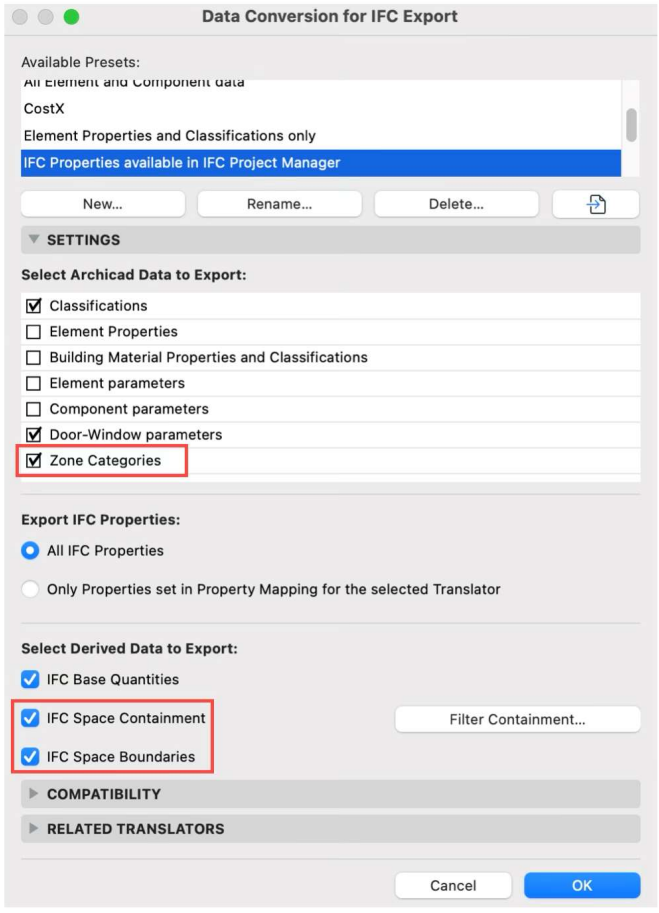 Data Conversion for IFC Export
Available Presets:
All Element and Component data
CostX
Element Properties and Classifications only
IFC Properties available in IFC Project Manager
New... Rename... Delete...
SETTINGS
Select Archicad Data to Export:
Classifications
Element Properties
Building Material Properties and Classifications
Element parameters
Component parameters
Door-Window parameters
Zone Categories
Export IFC Properties:
All IFC Properties
Only Properties set in Property Mapping for the selected Translator
Select Derived Data to Export:
IFC Base Quantities
IFC Space Containment Filter Containment...
IFC Space Boundaries
COMPATIBILITY
RELATED TRANSLATORS
Cancel OK